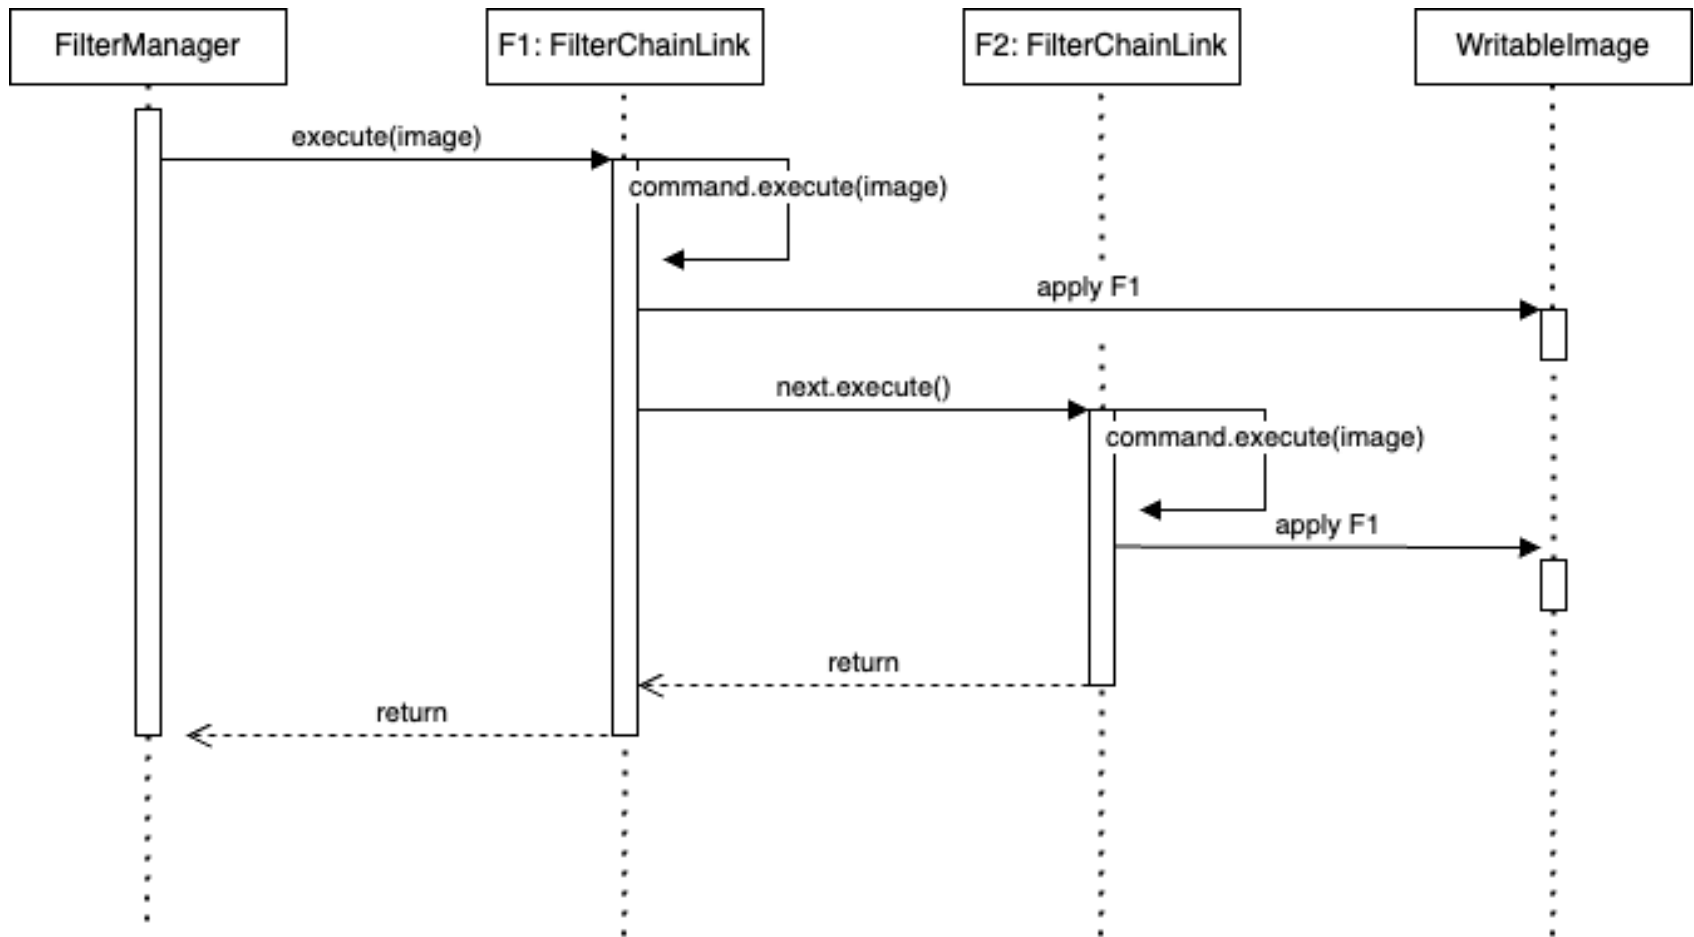 FilterManager
F1: FilterChainLink
F2: FilterChainLink
WritableImage
execute(image)
command.execute(image)
apply F1
next.execute()
command.execute(image)
apply F1
return
return